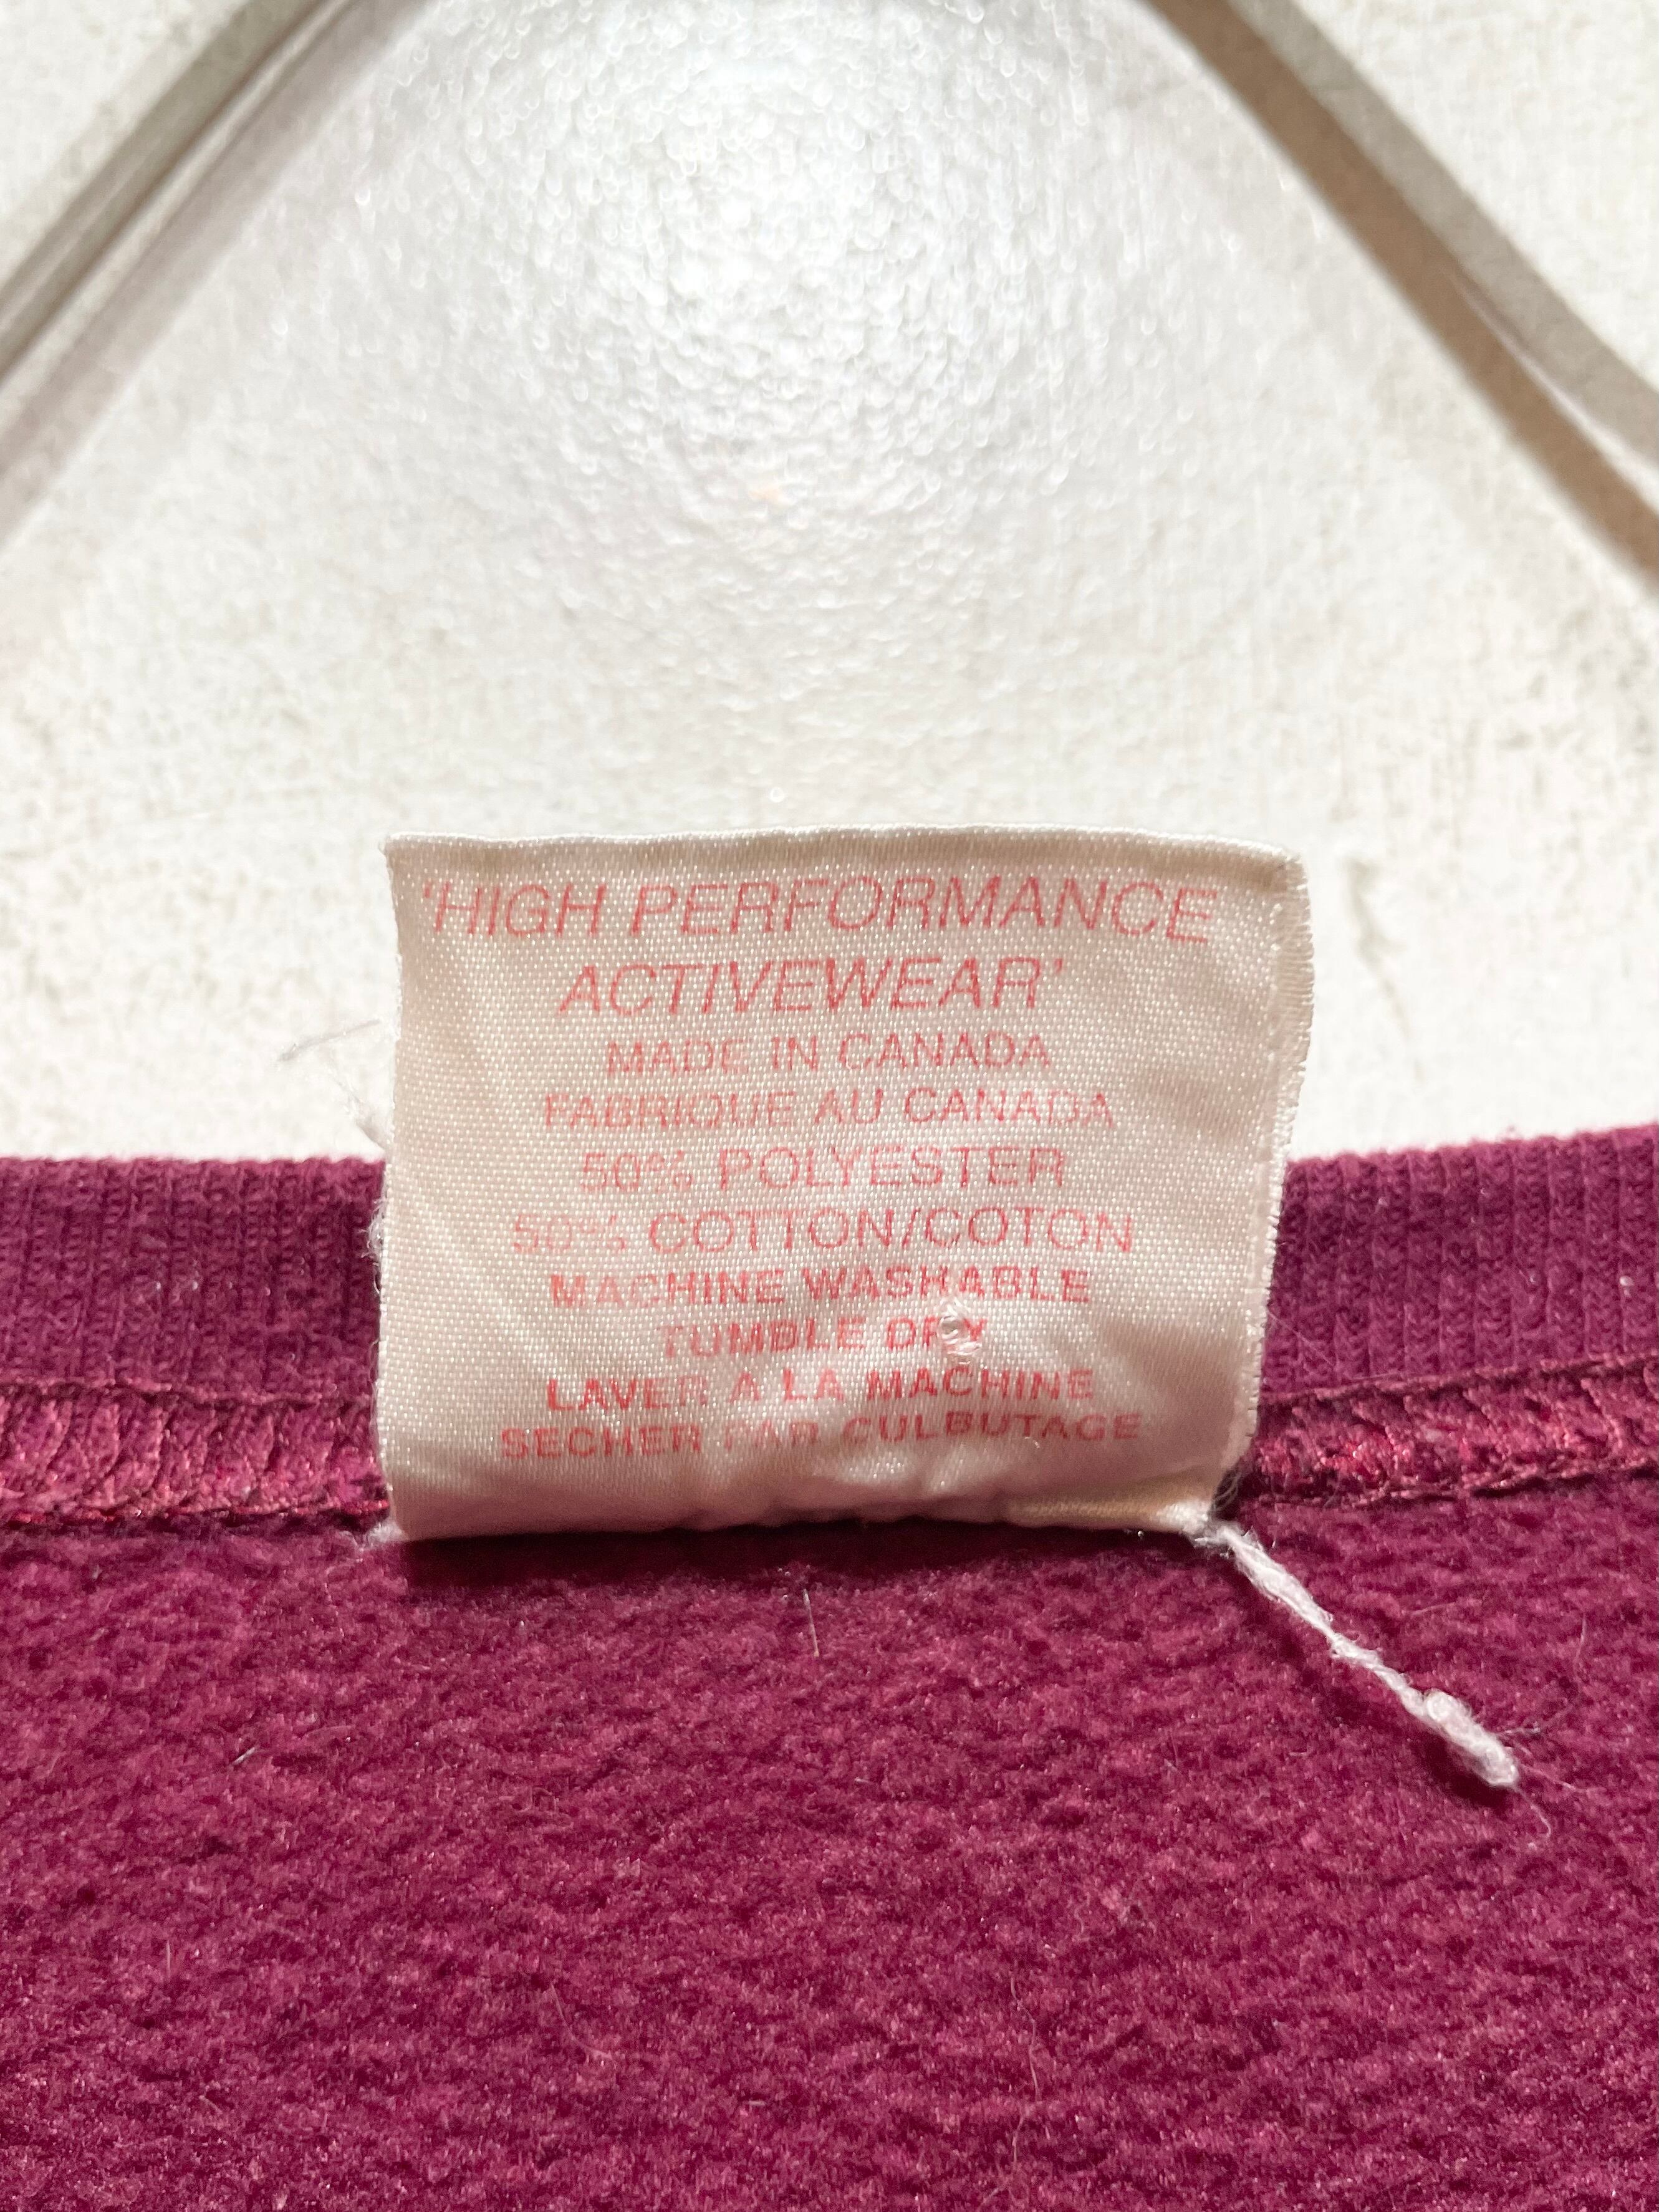 'HIGH PERFORMANCE
ACTIVEWEAR'
MADE IN CANADA
FABRIQUE AU CANADA
50% POLYESTER
50% COTTON/COTON
MACHINE WASHABLE
TUMBLE DRY
LAVER A LA MACHINE
SECHER PAR CULBUTAGE